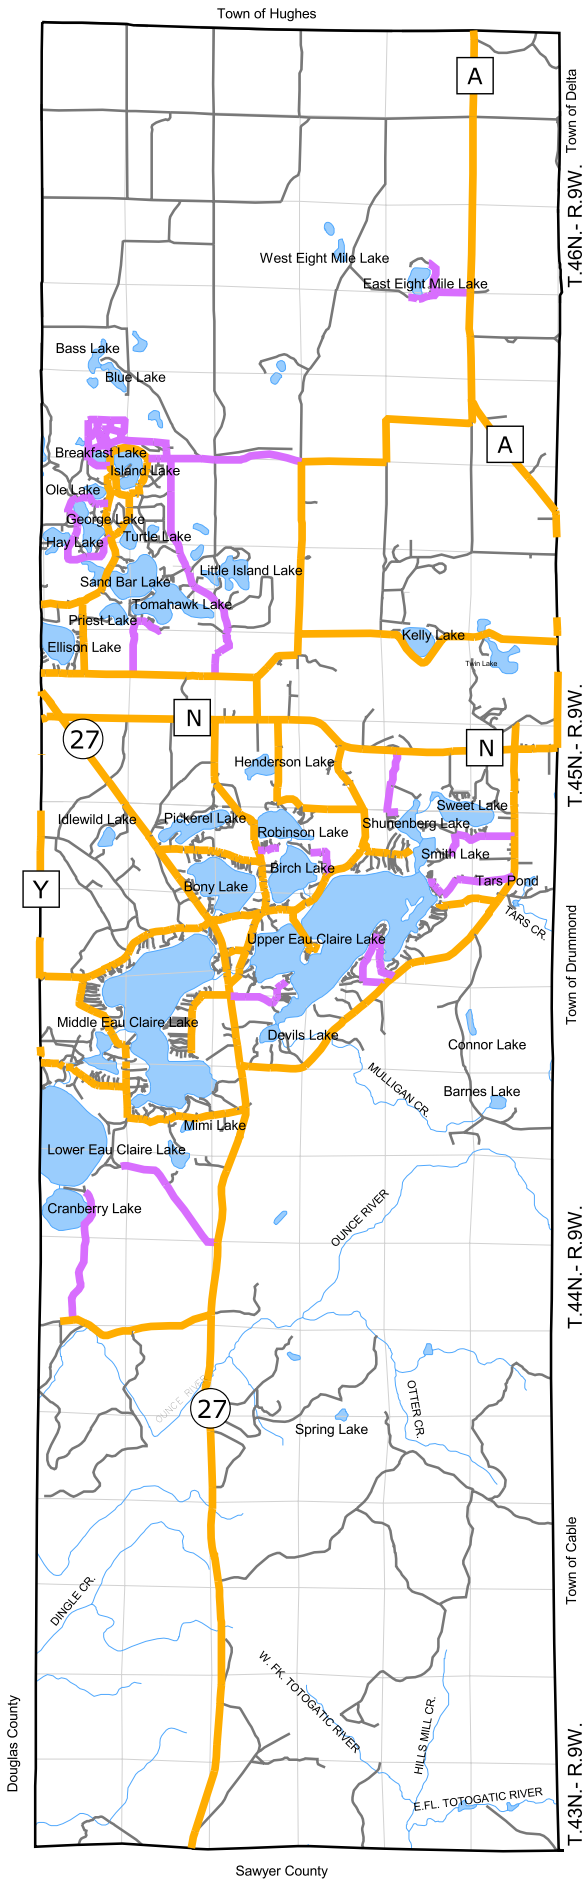 Town of Hughes
A
Town of Delta
T.46N.- R.9W.
West Eight Mile Lake
East Eight Mile Lake
Bass Lake
Blue Lake
A
Breakfast Lake
Island Lake
Ole Lake
George Lake
Turtle Lake
Hay Lake
Little Island Lake
Sand Bar Lake
Tomahawk Lake
Priest Lake
Kelly Lake
Ellison Lake
Twin Lake
T.45N.- R.9W.
N
27
N
Henderson Lake
Sweet Lake
Idlewild Lake
Pickerel Lake
Shunenberg Lake
Robinson Lake
Smith Lake
Birch Lake
Tars Pond
Bony Lake
Y
TARS CR.
Town of Drummond
Upper Eau Claire Lake
Middle Eau Claire Lake
Devils Lake
Connor Lake
MULLIGAN CR.
Barnes Lake
Mimi Lake
Lower Eau Claire Lake
Cranberry Lake
OUNCE RIVER
T.44N.- R.9W.
OUNCE RIVER
OTTER CR.
27
Spring Lake
Town of Cable
DINGLE CR.
W. FK. TOTOGATIC RIVER
HILLS MILL CR.
Douglas County
E.FL. TOTOGATIC RIVER
T.43N.- R.9W.
Sawyer County